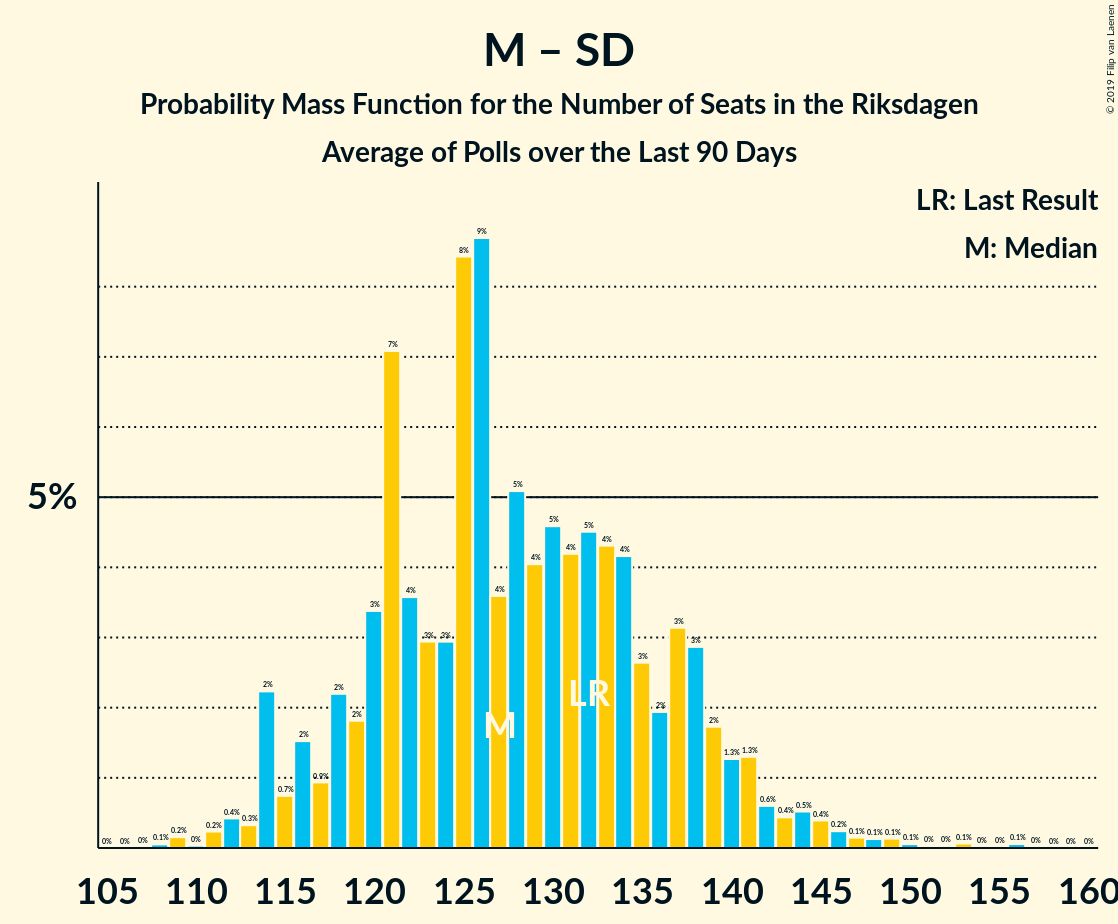 M – SD
Probability Mass Function for the Number of Seats in the Riksdagen
Average of Polls over the Last 90 Days
© 2019 Filip van Laenen
LR: Last Result
M: Median
5%
0% 0% 0% 0.1% 0.2% 0% 0.2% 0.4% 0.3% 2% 0.7% 2% 0.9% 2% 2% 3% 7% 4% 3% 3% 8% 9% 4% 5% 4% 5% 4% 5% 4% 4% 3% 2% 3% 3% 2% 1.3% 1.3% 0.6% 0.4% 0.5% 0.4% 0.2% 0.1% 0.1% 0.1% 0.1% 0% 0% 0.1% 0% 0% 0.1% 0% 0% 0% 0%
LR
M
105 110 115 120 125 130 135 140 145 150 155 160